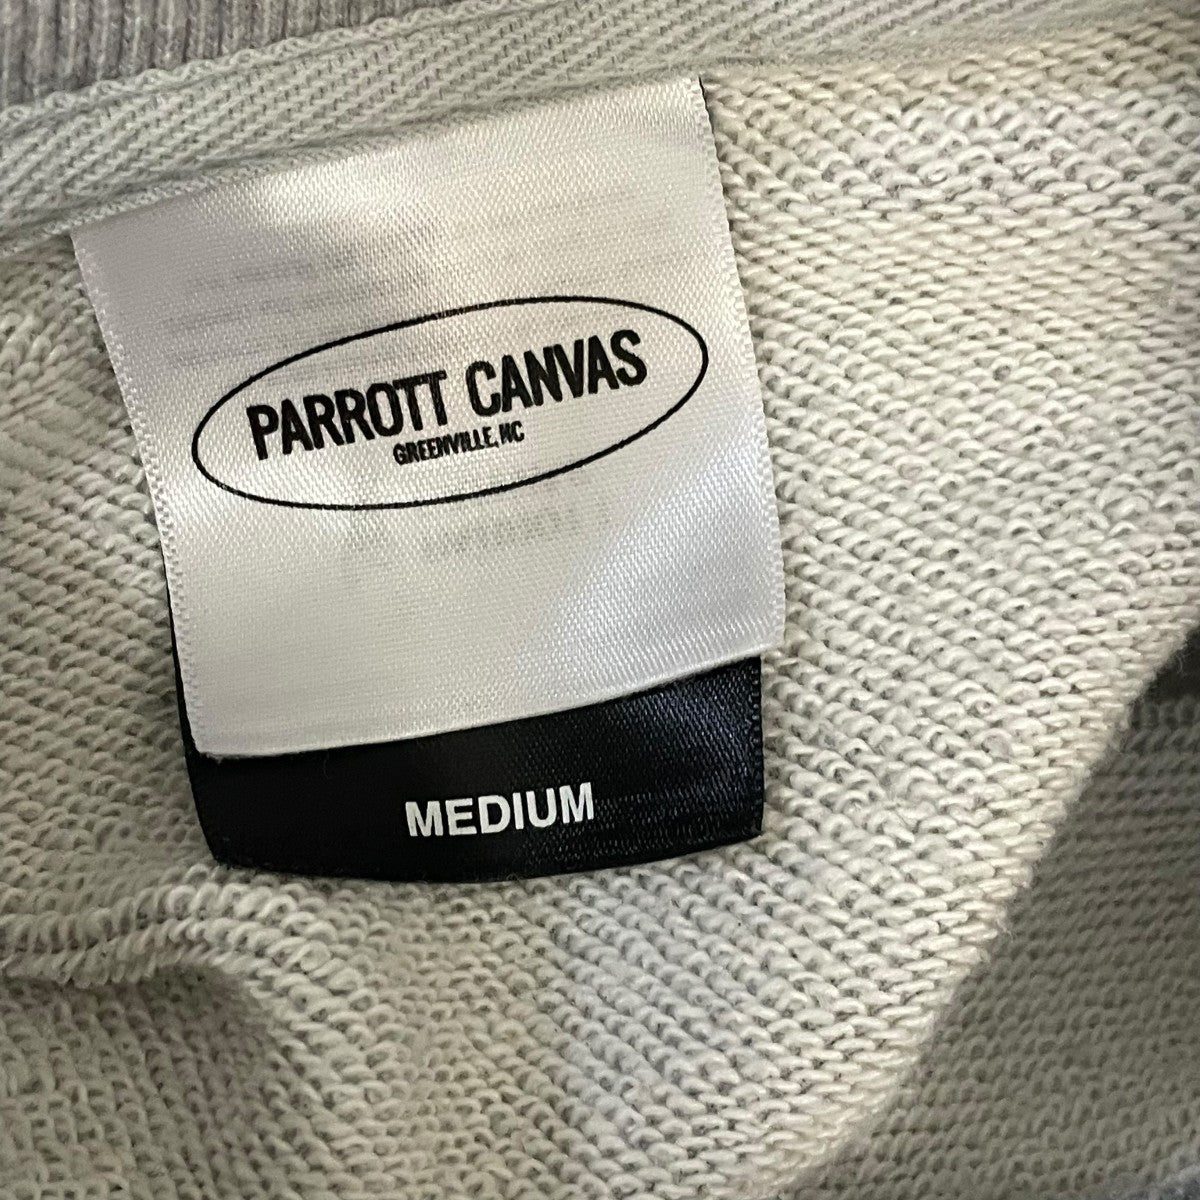 PARROTT CANVAS
GREENVILLE, NC
MEDIUM